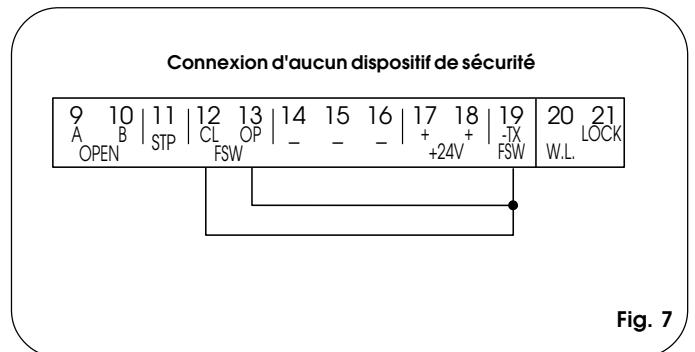 Connexion d'aucun dispositif de sécurité
9 10 11 12 13 14 15 16 17 18 19 20 21
A B STP CL OP _ _ _ + + -TX LOCK
OPEN FSW +24V FSW W.L.
Fig. 7